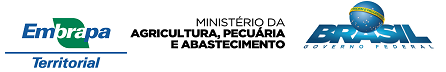 Embrapa
Territorial
MINISTÉRIO DA
AGRICULTURA, PECUÁRIA
E ABASTECIMENTO
BRASIL
GOVERNO FEDERAL